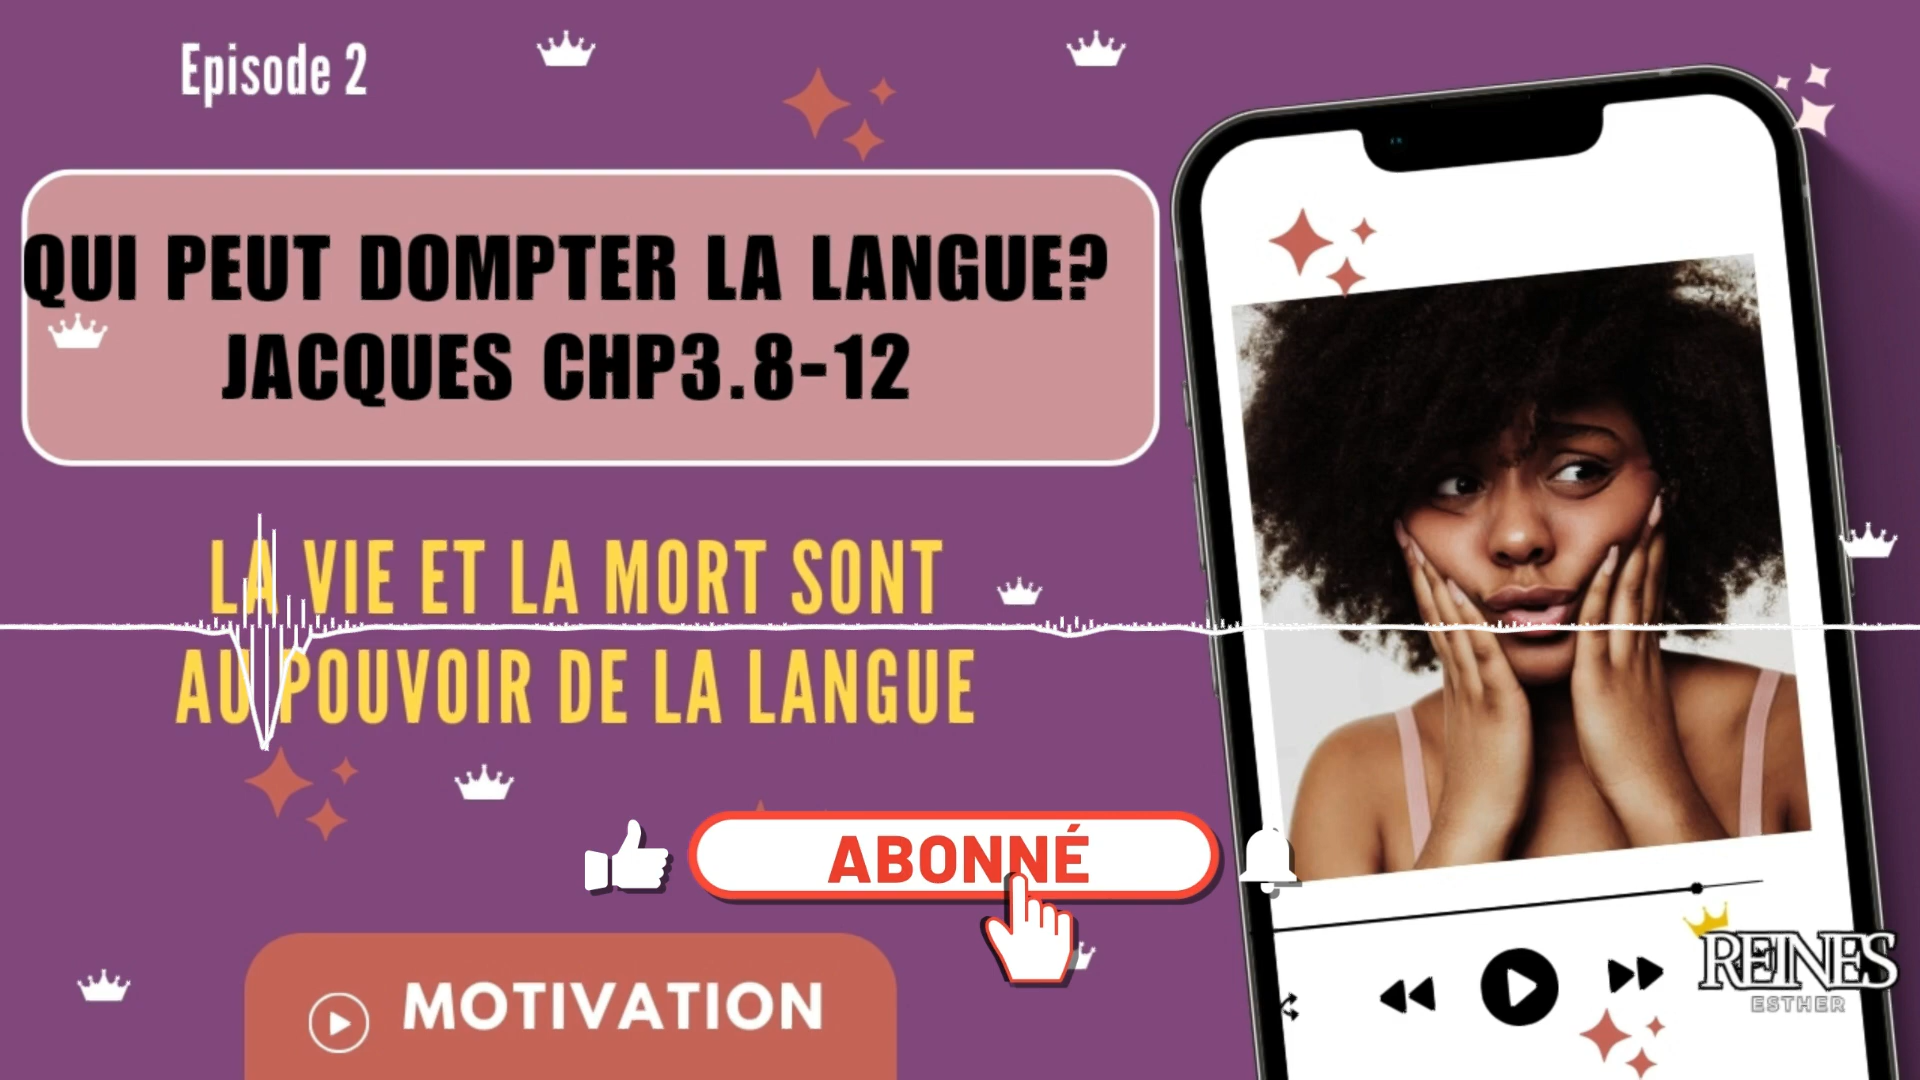 Episode 2
QUI PEUT DOMPTER LA LANGUE?
JACQUES CHP3.8-12
LA VIE ET LA MORT SONT
AU POUVOIR DE LA LANGUE
ABONNÉ
MOTIVATION
REINES
ESTHER